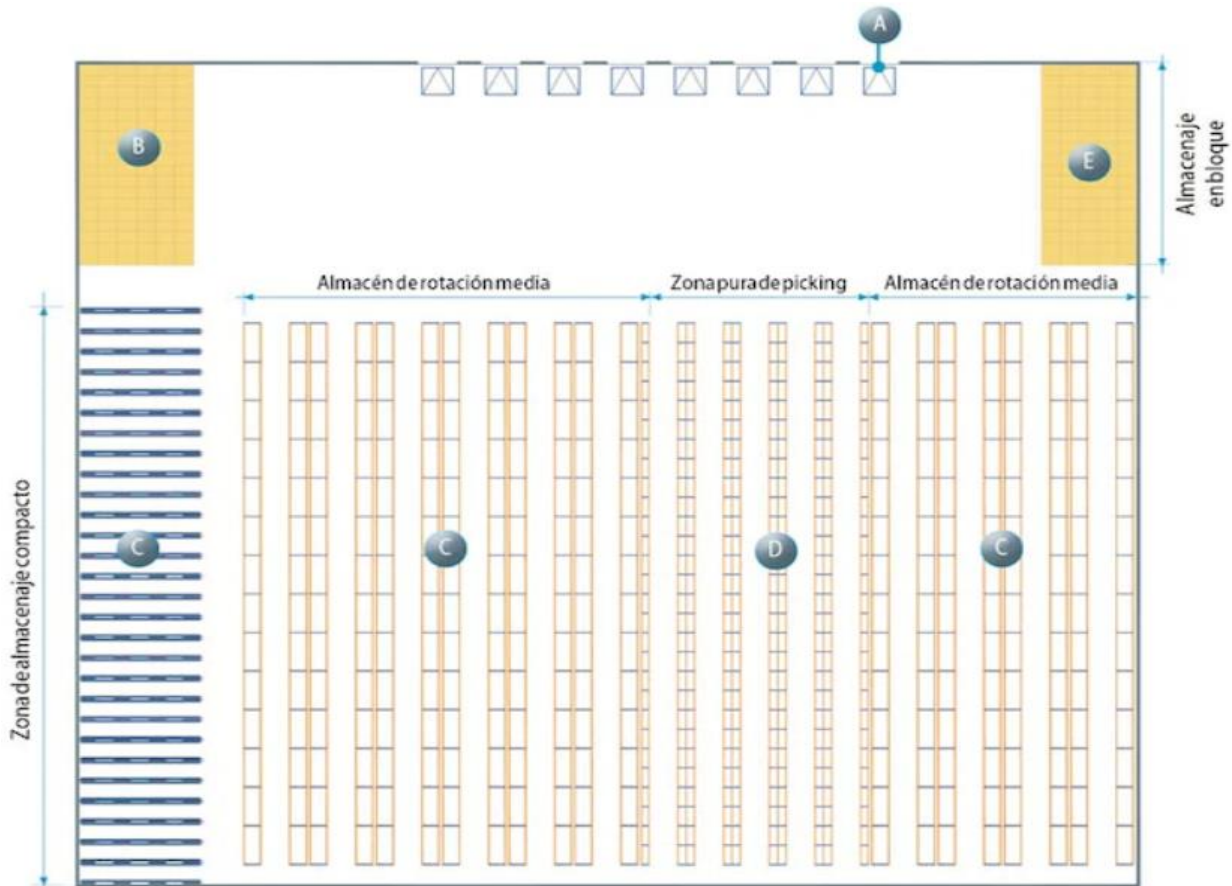 A
B
E
Almacenaje
en bloque
Almacén de rotación media
Zona pura de picking
Almacén de rotación media
Zona de almacenaje compacto
C
C
D
C